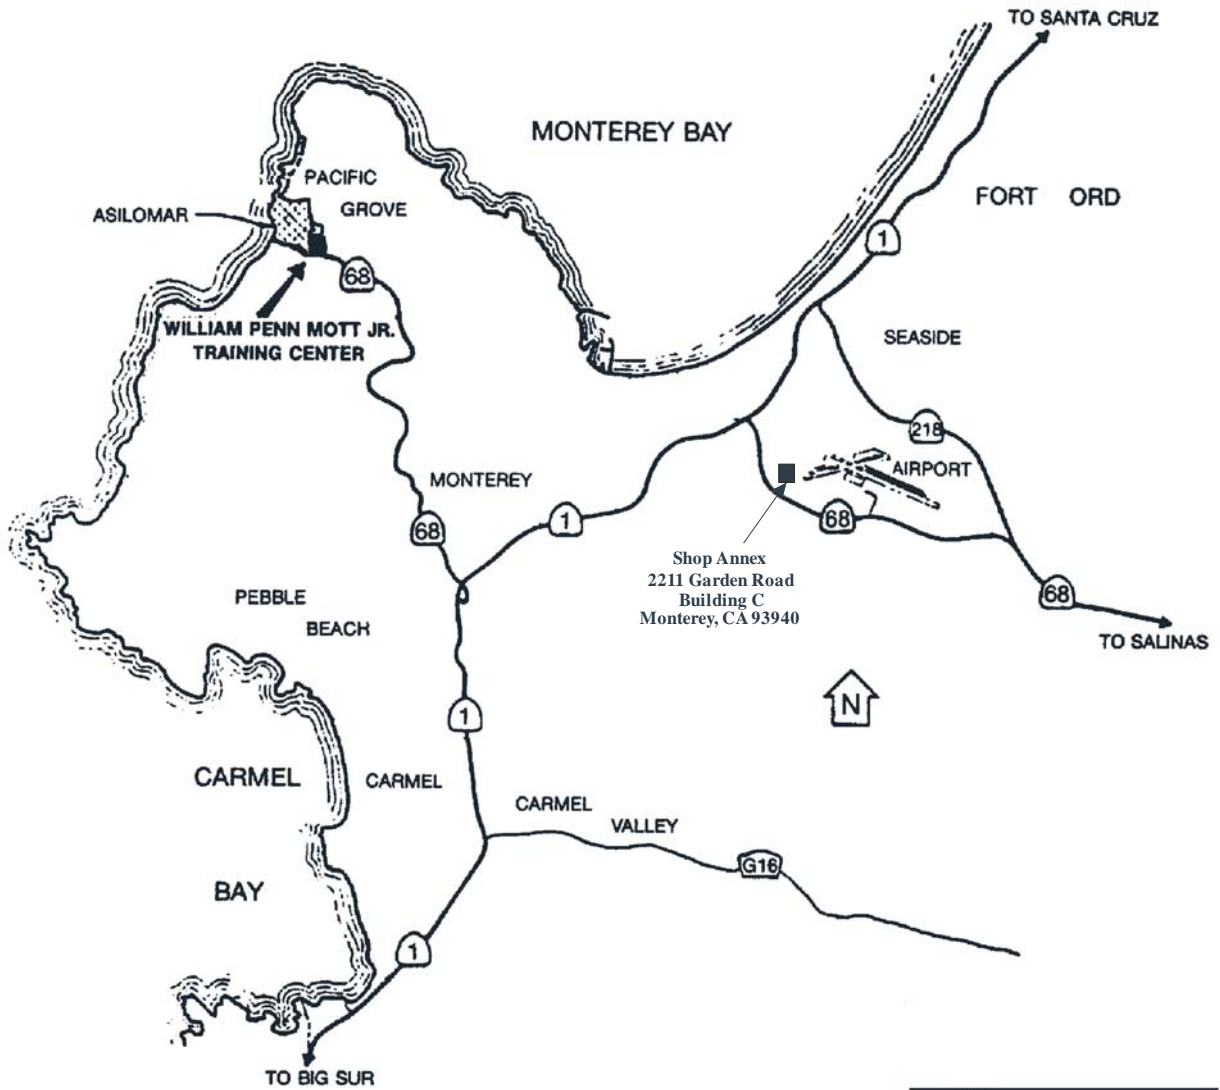 TO SANTA CRUZ
MONTEREY BAY
PACIFIC
GROVE
FORT ORD
ASILOMAR
1
68
WILLIAM PENN MOTT JR.
TRAINING CENTER
SEASIDE
218
AIRPORT
MONTEREY
68
1
68
Shop Annex
2211 Garden Road
Building C
Monterey, CA 93940
68
TO SALINAS
PEBBLE
BEACH
N
1
CARMEL
BAY
CARMEL
CARMEL
VALLEY
G16
1
TO BIG SUR